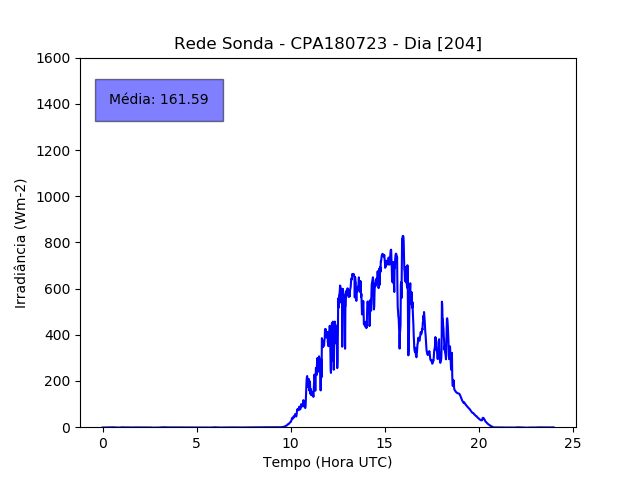 Rede Sonda - CPA180723 - Dia [204]
1600
1400
1200
1000
800
600
400
200
0
Irradiância (Wm-2)
Média: 161.59
0 5 10 15 20 25
Tempo (Hora UTC)